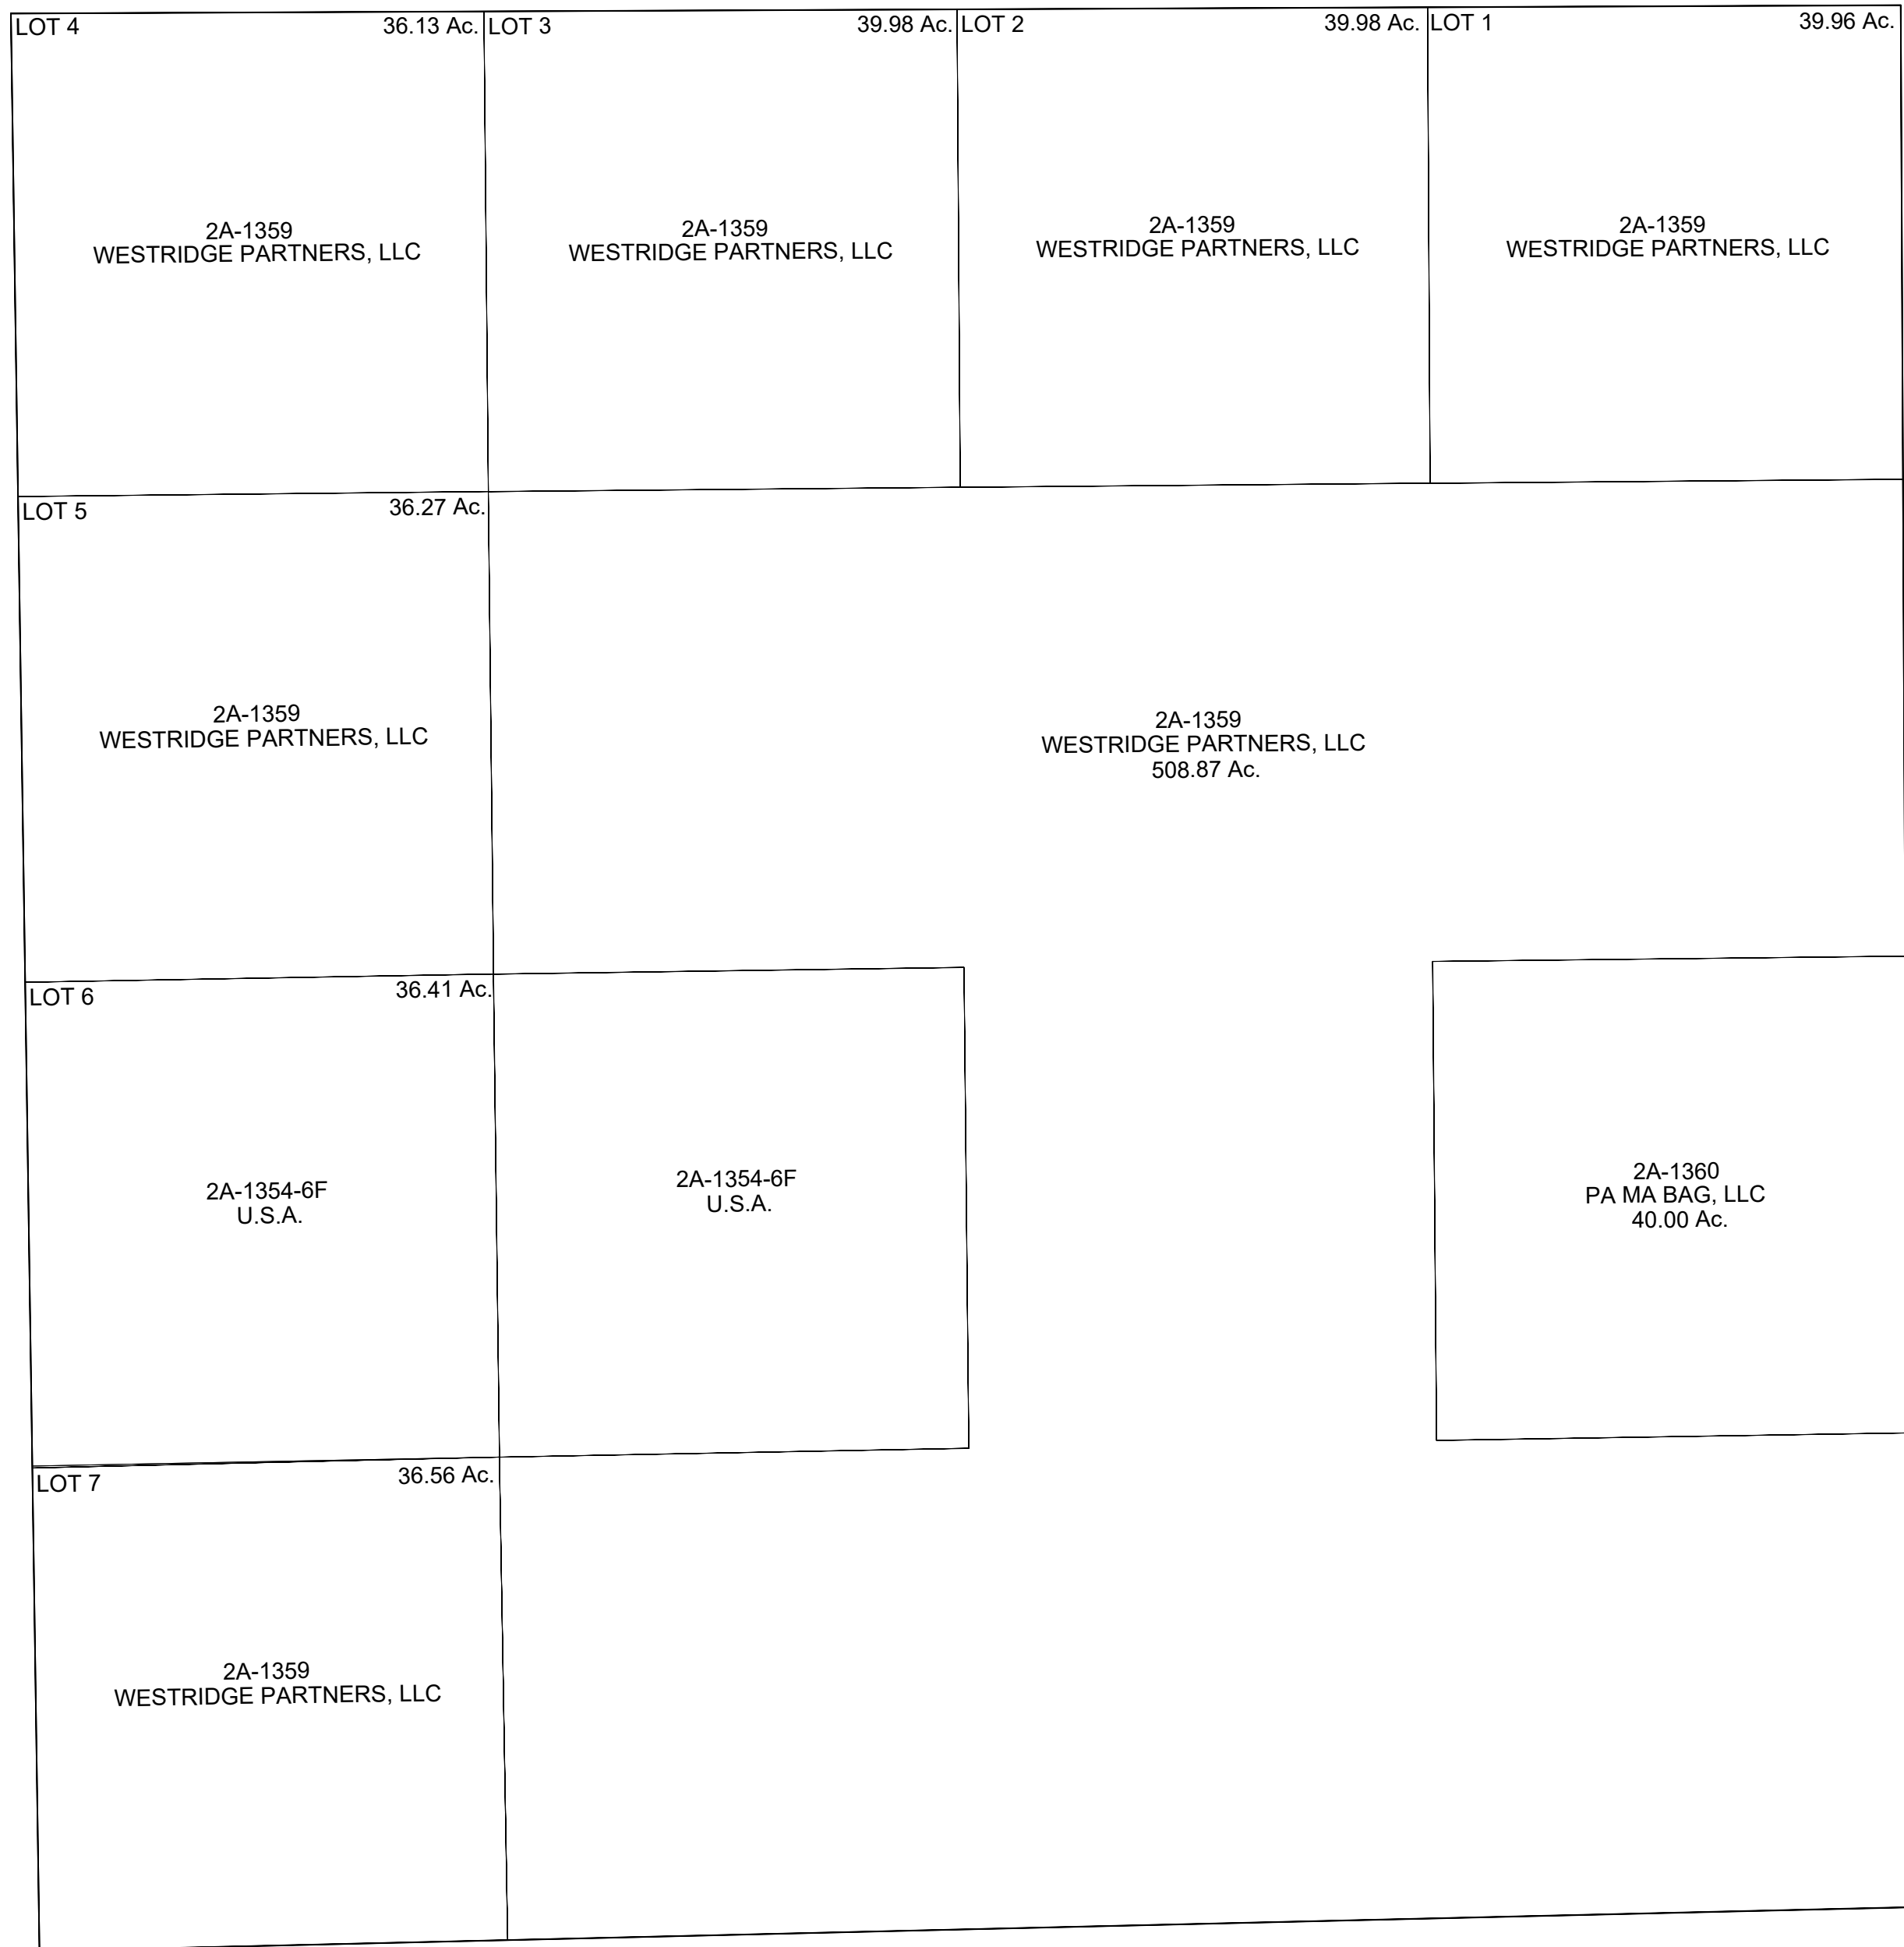 LOT 4 36.13 Ac. LOT 3 39.98 Ac. LOT 2 39.98 Ac. LOT 1 39.96 Ac.
2A-1359
WESTRIDGE PARTNERS, LLC
2A-1359
WESTRIDGE PARTNERS, LLC
2A-1359
WESTRIDGE PARTNERS, LLC
2A-1359
WESTRIDGE PARTNERS, LLC
LOT 5 36.27 Ac.
2A-1359
WESTRIDGE PARTNERS, LLC
2A-1359
WESTRIDGE PARTNERS, LLC
508.87 Ac.
LOT 6 36.41 Ac.
2A-1354-6F
U.S.A.
2A-1354-6F
U.S.A.
2A-1360
PA MA BAG, LLC
40.00 Ac.
LOT 7 36.56 Ac.
2A-1359
WESTRIDGE PARTNERS, LLC